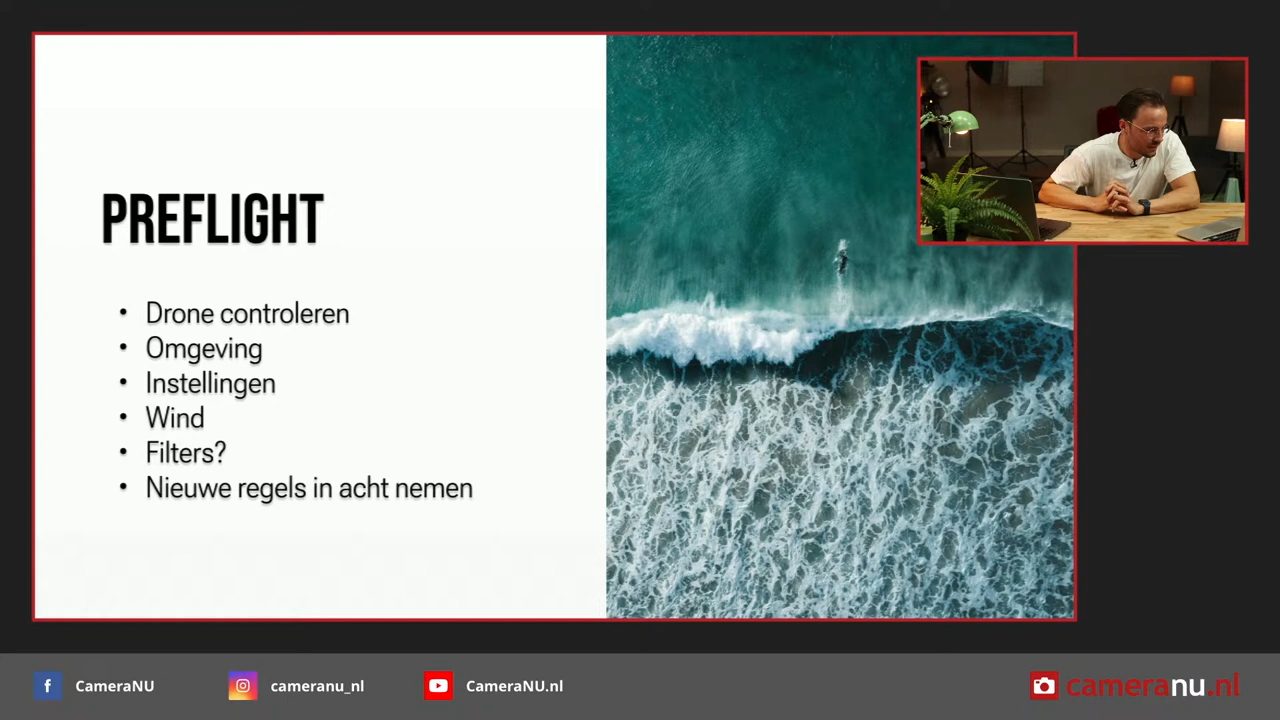 PREFLIGHT
• Drone controleren
• Omgeving
• Instellingen
• Wind
• Filters?
• Nieuwe regels in acht nemen
CameraNU
cameranu_nl
CameraNU.nl
cameranu.nl